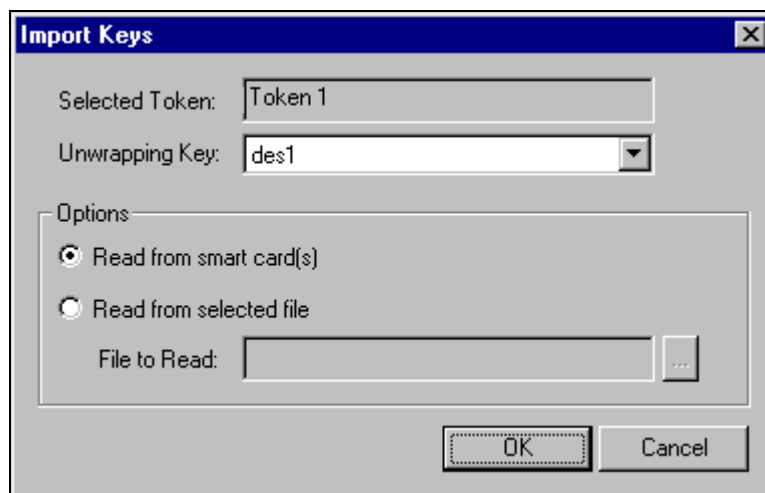 Import Keys
Selected Token: Token 1
Unwrapping Key: des1
Options
Read from smart card(s)
Read from selected file
File to Read: ...
OK Cancel